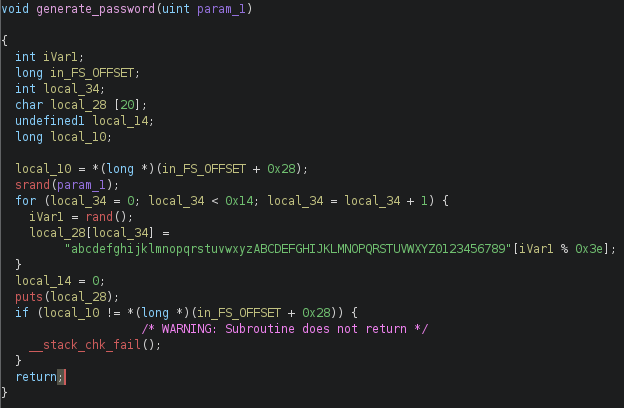 void generate_password(uint param_1)
{
int iVar1;
long in_FS_OFFSET;
int local_34;
char local_28 [20];
undefined1 local_14;
long local_10;
local_10 = *(long *)(in_FS_OFFSET + 0x28);
srand(param_1);
for (local_34 = 0; local_34 < 0x14; local_34 = local_34 + 1) {
iVar1 = rand();
local_28[local_34] =
"abcdefghijklmnopqrstuvwxyzABCDEFGHIJKLMNOPQRSTUVWXYZ0123456789"[iVar1 % 0x3e];
}
local_14 = 0;
puts(local_28);
if (local_10 != *(long *)(in_FS_OFFSET + 0x28)) {
/* WARNING: Subroutine does not return */
__stack_chk_fail();
}
return;
}